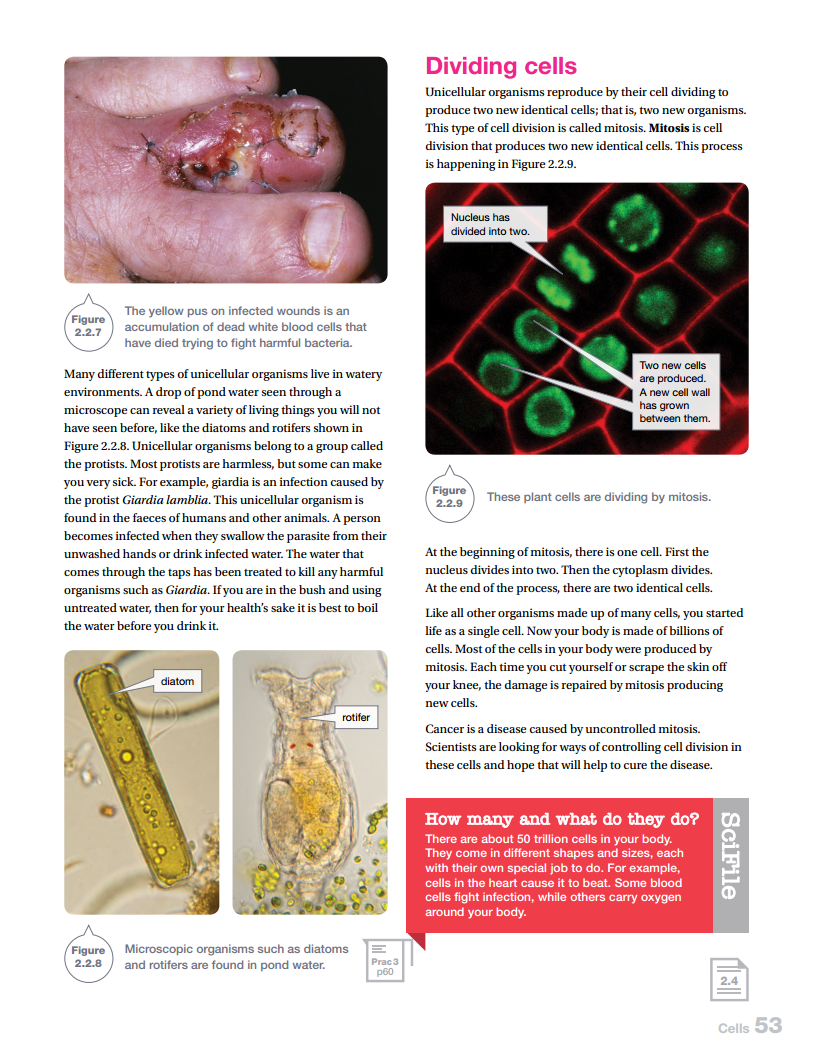 Figure
2.2.7
The yellow pus on infected wounds is an
accumulation of dead white blood cells that
have died trying to fight harmful bacteria.
Many different types of unicellular organisms live in watery
environments. A drop of pond water seen through a
microscope can reveal a variety of living things you will not
have seen before, like the diatoms and rotifers shown in
Figure 2.2.8. Unicellular organisms belong to a group called
the protists. Most protists are harmless, but some can make
you very sick. For example, giardia is an infection caused by
the protist Giardia lamblia. This unicellular organism is
found in the faeces of humans and other animals. A person
becomes infected when they swallow the parasite from their
unwashed hands or drink infected water. The water that
comes through the taps has been treated to kill any harmful
organisms such as Giardia. If you are in the bush and using
untreated water, then for your health's sake it is best to boil
the water before you drink it.
diatom
rotifer
Figure
2.2.8
Microscopic organisms such as diatoms
and rotifers are found in pond water.
Prac 3
p60
Dividing cells
Unicellular organisms reproduce by their cell dividing to
produce two new identical cells; that is, two new organisms.
This type of cell division is called mitosis. Mitosis is cell
division that produces two new identical cells. This process
is happening in Figure 2.2.9.
Nucleus has
divided into two.
Two new cells
are produced.
A new cell wall
has grown
between them.
Figure
2.2.9
These plant cells are dividing by mitosis.
At the beginning of mitosis, there is one cell. First the
nucleus divides into two. Then the cytoplasm divides.
At the end of the process, there are two identical cells.
Like all other organisms made up of many cells, you started
life as a single cell. Now your body is made of billions of
cells. Most of the cells in your body were produced by
mitosis. Each time you cut yourself or scrape the skin off
your knee, the damage is repaired by mitosis producing
new cells.
Cancer is a disease caused by uncontrolled mitosis.
Scientists are looking for ways of controlling cell division in
these cells and hope that will help to cure the disease.
How many and what do they do?
There are about 50 trillion cells in your body.
They come in different shapes and sizes, each
with their own special job to do. For example,
cells in the heart cause it to beat. Some blood
cells fight infection, while others carry oxygen
around your body.
SciFile
2.4
Cells 53